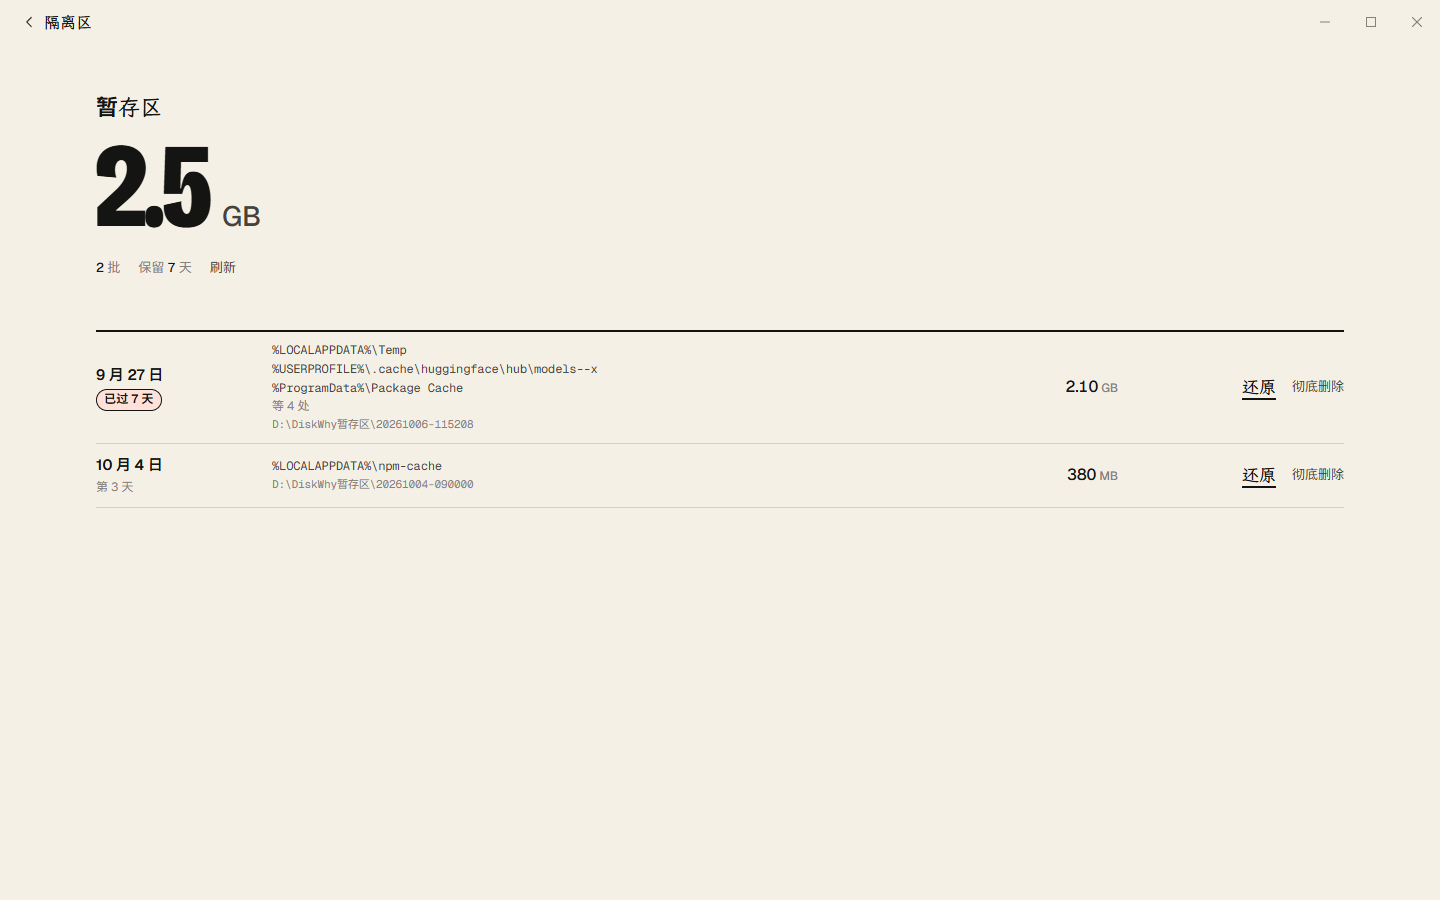 隔离区
暂存区
2.5 GB
2 批 保留 7 天 刷新
9 月 27 日
已过 7 天
%LOCALAPPDATA%\Temp
%USERPROFILE%\.cache\huggingface\hub\models--x
%ProgramData%\Package Cache
等 4 处
D:\DiskWhy暂存区\20261006-115208
2.10 GB
还原 彻底删除
10 月 4 日
第 3 天
%LOCALAPPDATA%\npm-cache
D:\DiskWhy暂存区\20261004-090000
380 MB
还原 彻底删除